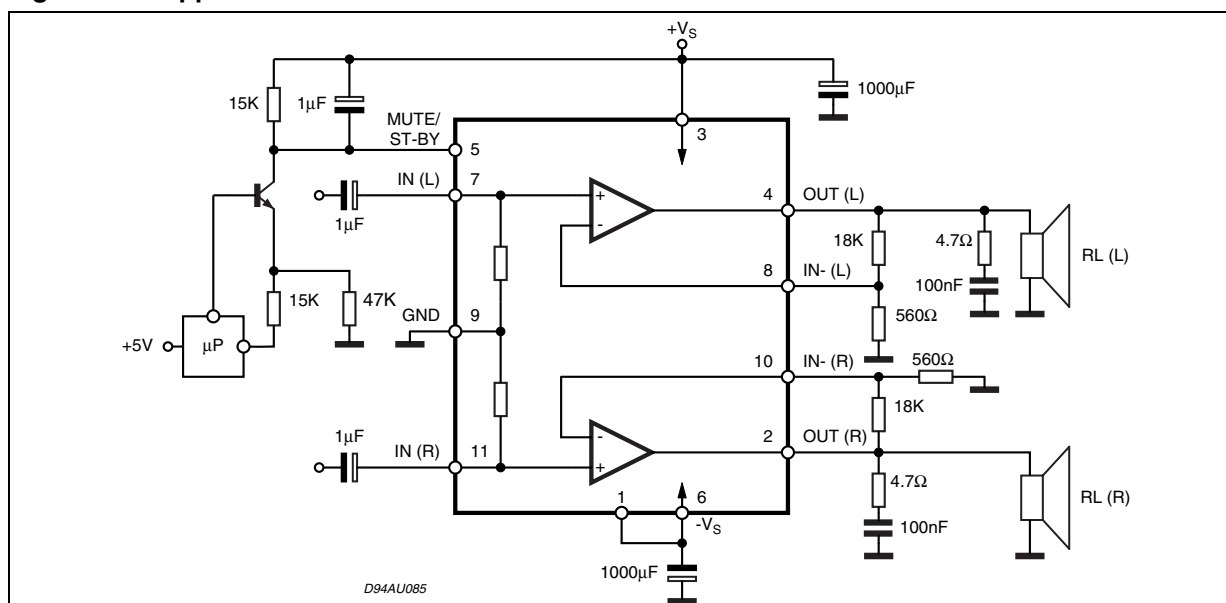 +VS
15K
1μF
1000μF
MUTE/
ST-BY
5
3
IN (L)
7
1μF
+
-
4
OUT (L)
18K
4.7Ω
RL (L)
8
IN- (L)
100nF
15K
47K
GND
9
560Ω
+5V
μP
10
IN- (R)
560Ω
18K
1μF
IN (R)
11
-
+
2
OUT (R)
4.7Ω
RL (R)
1
6
-VS
100nF
1000μF
D94AU085